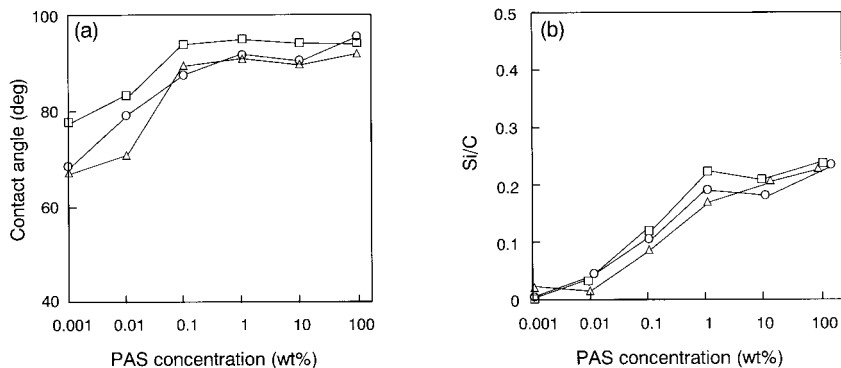 (a)
100
80
60
40
Contact angle (deg)
0.001 0.01 0.1 1 10 100
PAS concentration (wt%)
(b)
0.5
0.4
0.3
0.2
0.1
0
Si/C
0.001 0.01 0.1 1 10 100
PAS concentration (wt%)